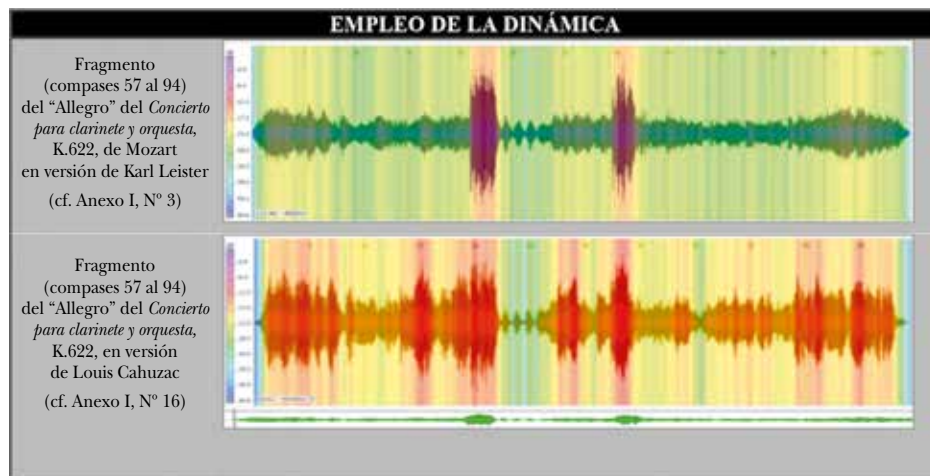 EMPLEO DE LA DINÁMICA
Fragmento
(compases 57 al 94)
del “Allegro” del Concierto
para clarinete y orquesta,
K.622, de Mozart
en versión de Karl Leister
(cf. Anexo I, Nº 3)
Fragmento
(compases 57 al 94)
del “Allegro” del Concierto
para clarinete y orquesta,
K.622, en versión
de Louis Cahuzac
(cf. Anexo I, Nº 16)